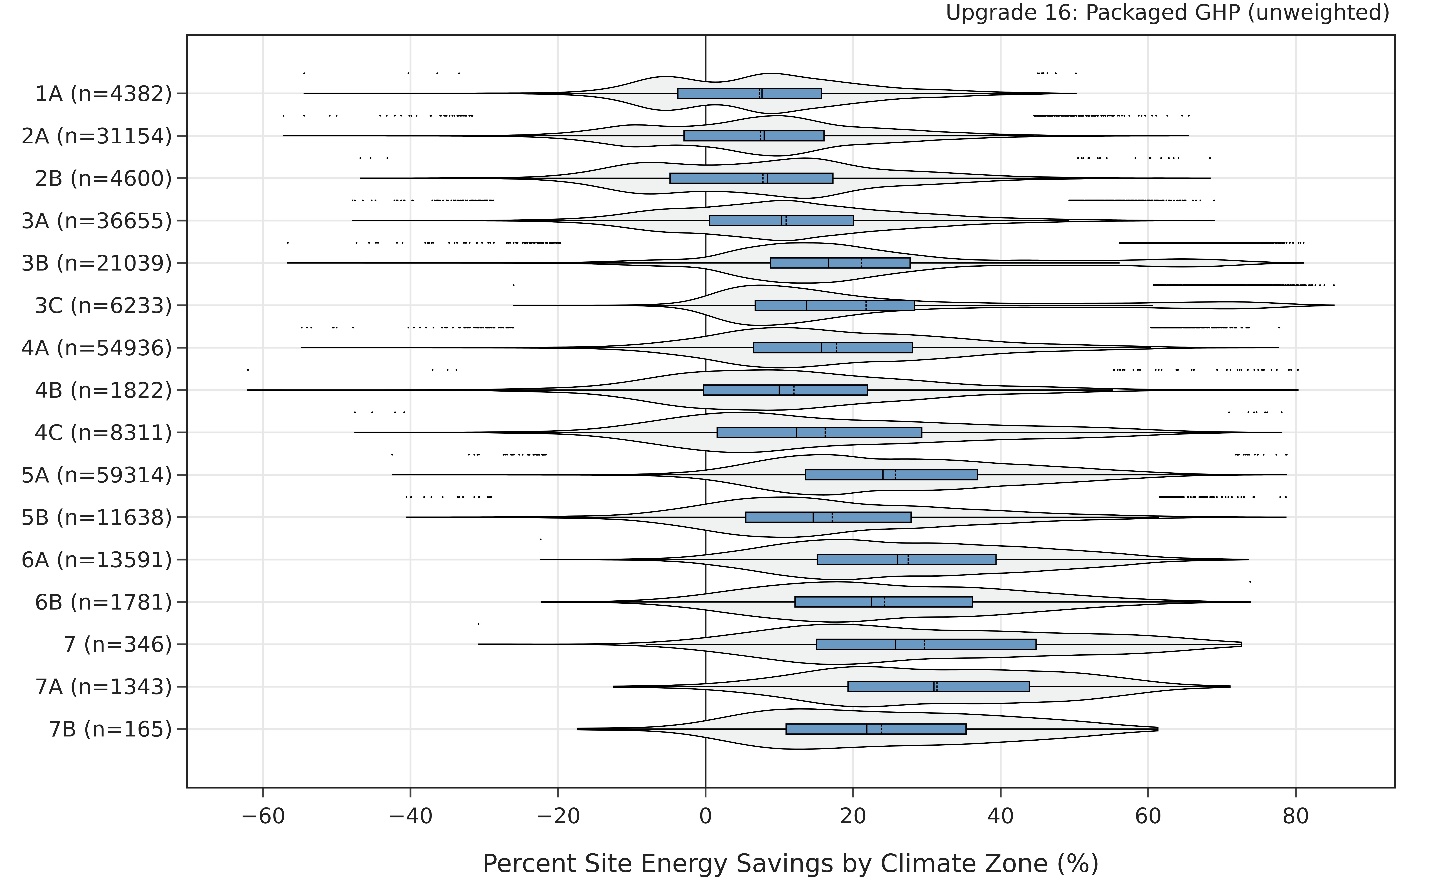 Upgrade 16: Packaged GHP (unweighted)
1A (n=4382)
2A (n=31154)
2B (n=4600)
3A (n=36655)
3B (n=21039)
3C (n=6233)
4A (n=54936)
4B (n=1822)
4C (n=8311)
5A (n=59314)
5B (n=11638)
6A (n=13591)
6B (n=1781)
7 (n=346)
7A (n=1343)
7B (n=165)
−60 −40 −20 0 20 40 60 80
Percent Site Energy Savings by Climate Zone (%)